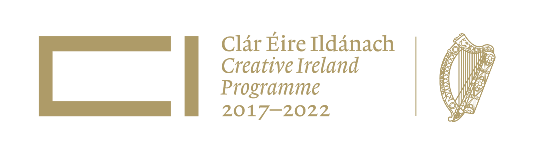 Clár Éire Ildánach
Creative Ireland
Programme
2017–2022